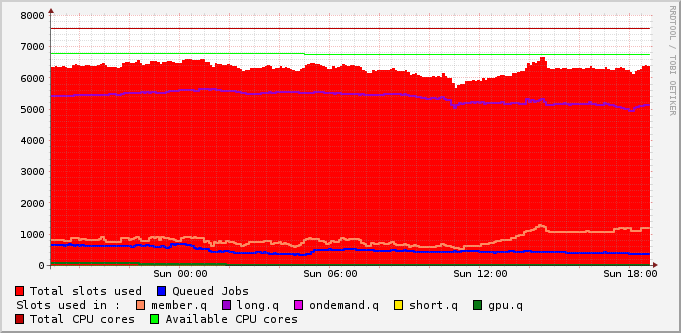 8000
7000
6000
5000
4000
3000
2000
1000
0
Sun 00:00 Sun 06:00 Sun 12:00 Sun 18:00
RRDTOOL / TOBI OETIKER
Total slots used Queued Jobs
Slots used in : member.q long.q ondemand.q short.q gpu.q
Total CPU cores Available CPU cores